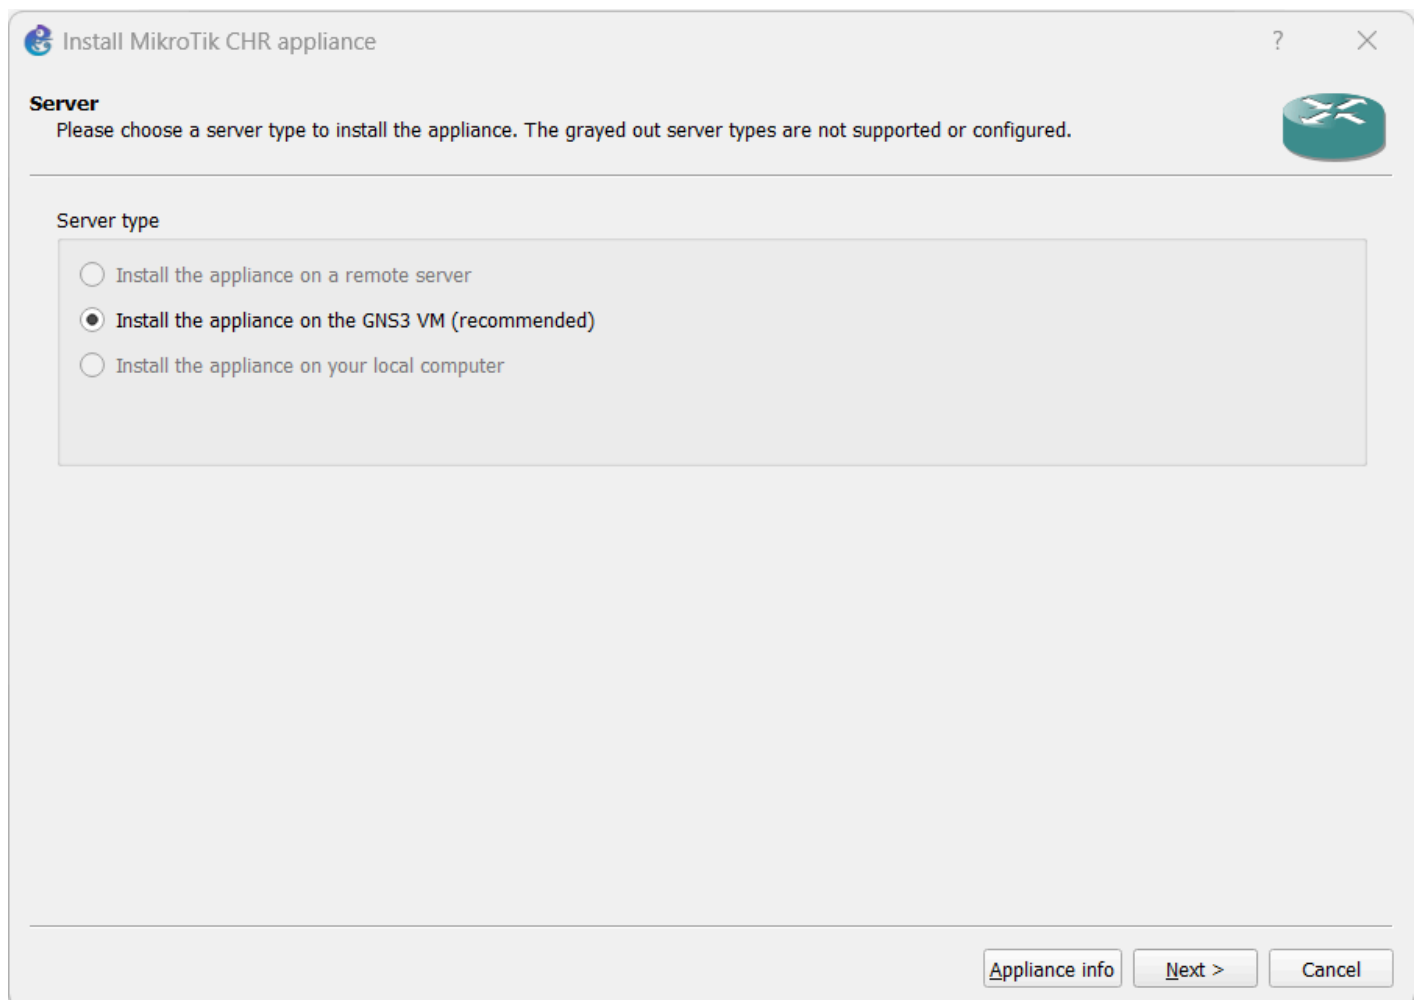 Install MikroTik CHR appliance
?
Server
Please choose a server type to install the appliance. The grayed out server types are not supported or configured.
Server type
Install the appliance on a remote server
Install the appliance on the GNS3 VM (recommended)
Install the appliance on your local computer
Appliance info
Next >
Cancel